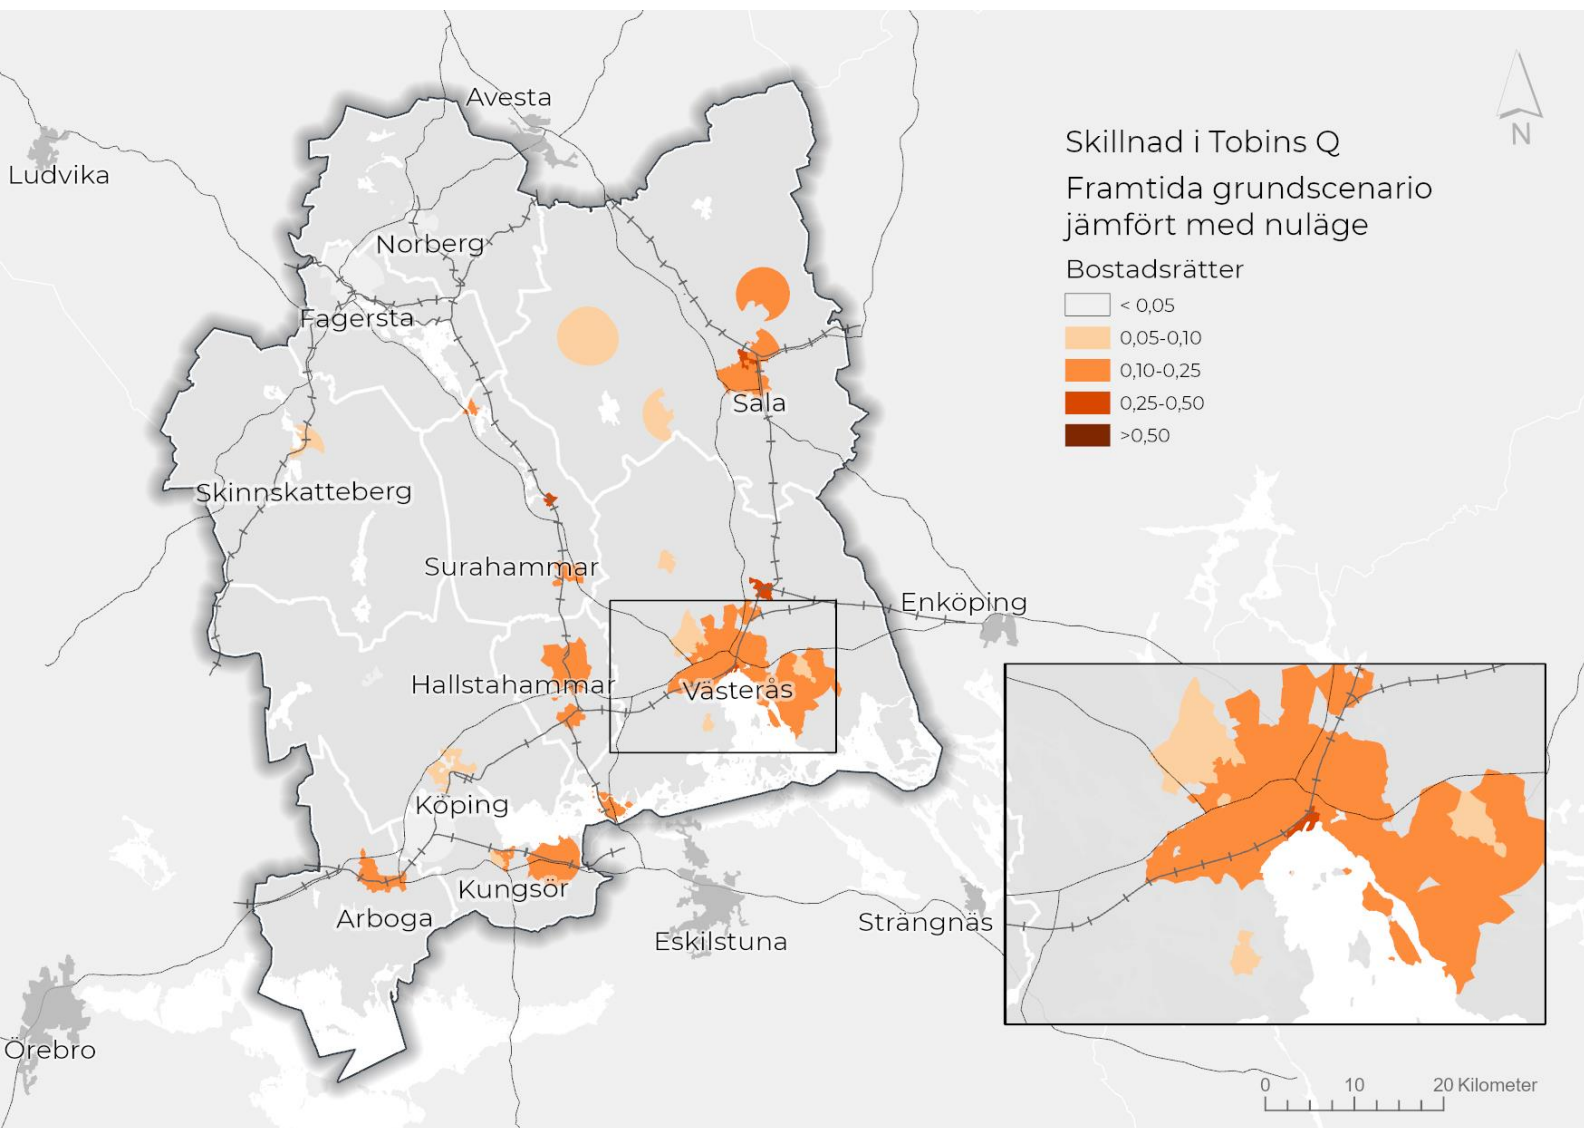 Avesta
Ludvika
Norberg
Fagersta
Sala
Skinnskatteberg
Surahammar
Enköping
Hallstahammar
Västerås
Köping
Kungsör
Arboga
Strängnäs
Eskilstuna
Örebro
N
Skillnad i Tobins Q
Framtida grundscenario
jämfört med nuläge
Bostadsrätter
< 0,05
0,05-0,10
0,10-0,25
0,25-0,50
>0,50
0 10 20 Kilometer